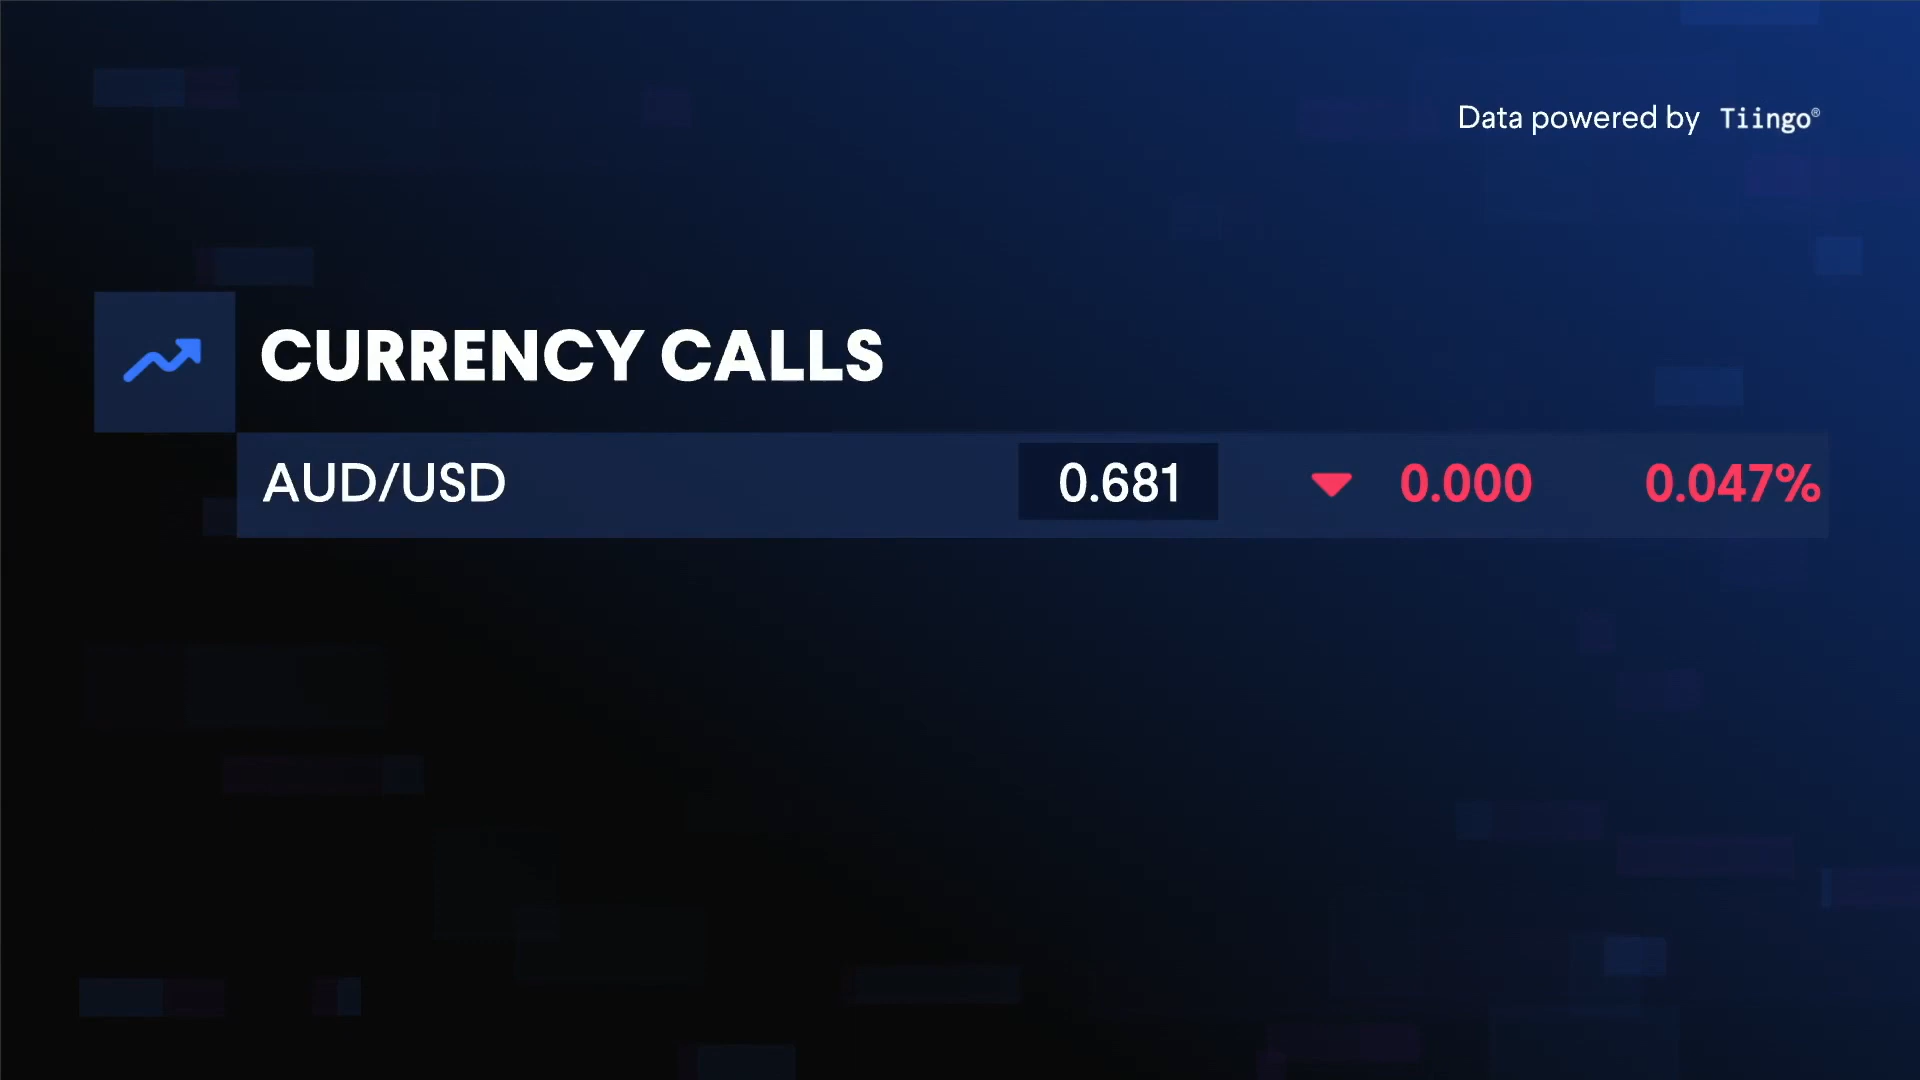 Data powered by Tiingo®
CURRENCY CALLS
AUD/USD 0.681 ▼ 0.000 0.047%